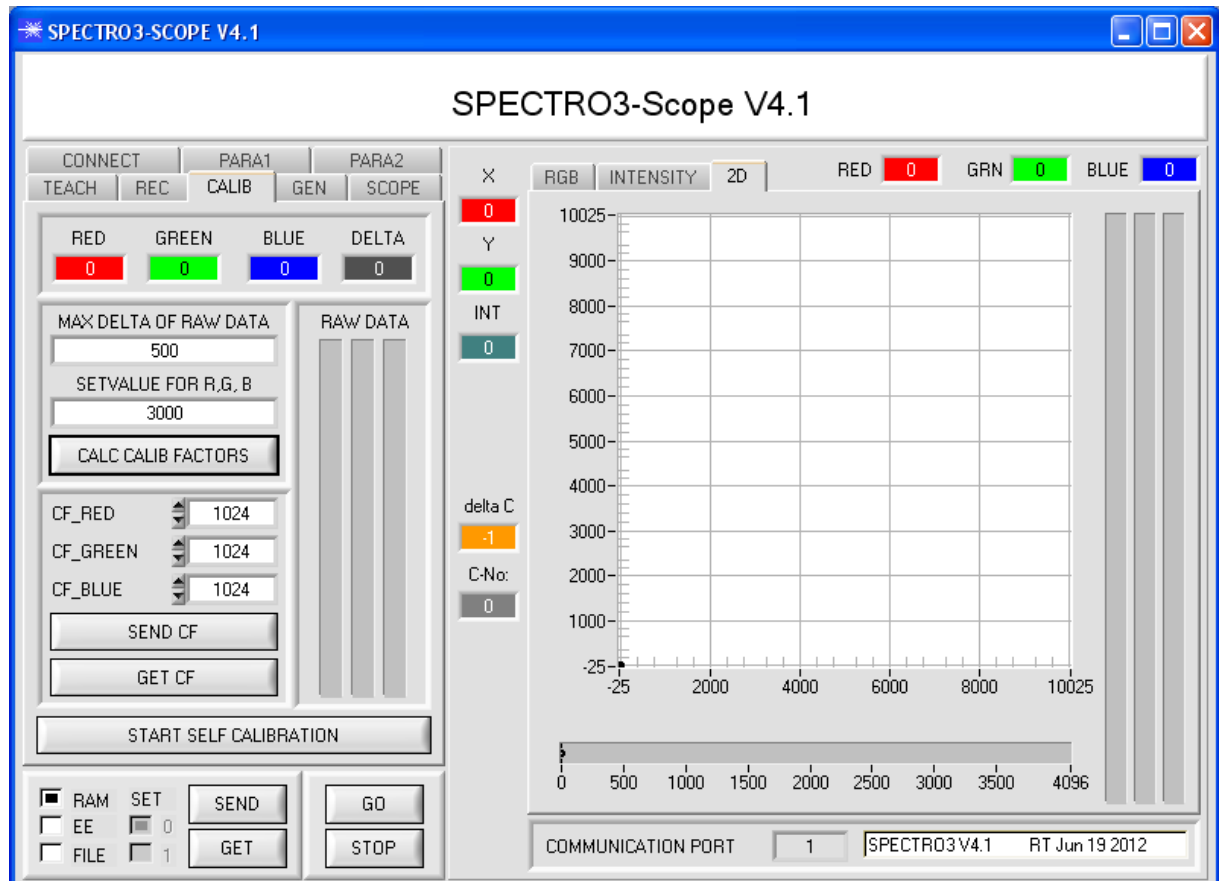 SPECTRO3-SCOPE V4.1
SPECTRO3-Scope V4.1
CONNECT PARA1 PARA2
TEACH REC CALIB GEN SCOPE
RED GREEN BLUE DELTA
0 0 0 0
MAX DELTA OF RAW DATA
500
SETVALUE FOR R,G, B
3000
CALC CALIB FACTORS
RAW DATA
CF_RED 1024
CF_GREEN 1024
CF_BLUE 1024
SEND CF
GET CF
START SELF CALIBRATION
RAM SET
EE 0
FILE 1
SEND
GET
GO
STOP
X
0
Y
0
INT
0
delta C
-1
C-No:
0
RGB INTENSITY 2D
RED 0 GRN 0 BLUE 0
10025
9000
8000
7000
6000
5000
4000
3000
2000
1000
-25
-25 2000 4000 6000 8000 10025
0 500 1000 1500 2000 2500 3000 3500 4096
COMMUNICATION PORT 1 SPECTRO3 V4.1 RT Jun 19 2012